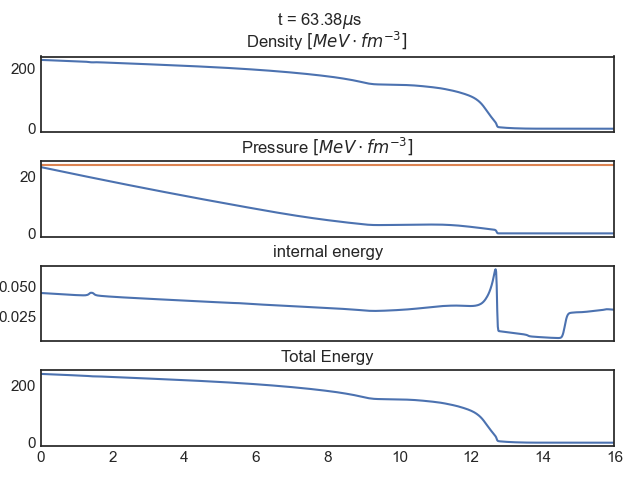 t = 63.38μs
Density [MeV · fm⁻³]
200
0
Pressure [MeV · fm⁻³]
20
0
internal energy
0.050
0.025
Total Energy
200
0
0 2 4 6 8 10 12 14 16